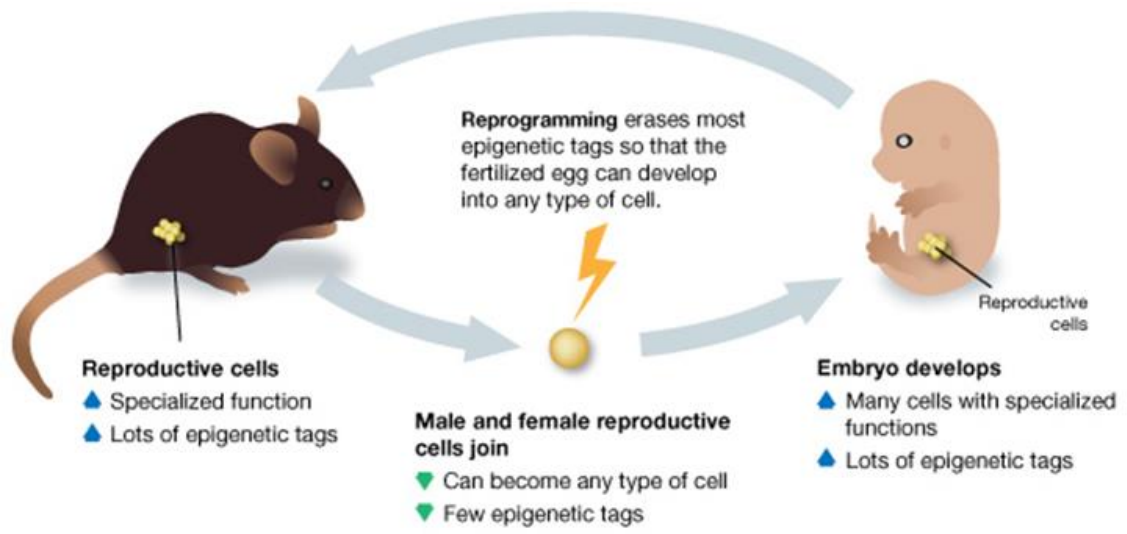 Reprogramming erases most
epigenetic tags so that the
fertilized egg can develop
into any type of cell.
Reproductive
cells
Reproductive cells
Specialized function
Lots of epigenetic tags
Male and female reproductive
cells join
Can become any type of cell
Few epigenetic tags
Embryo develops
Many cells with specialized
functions
Lots of epigenetic tags